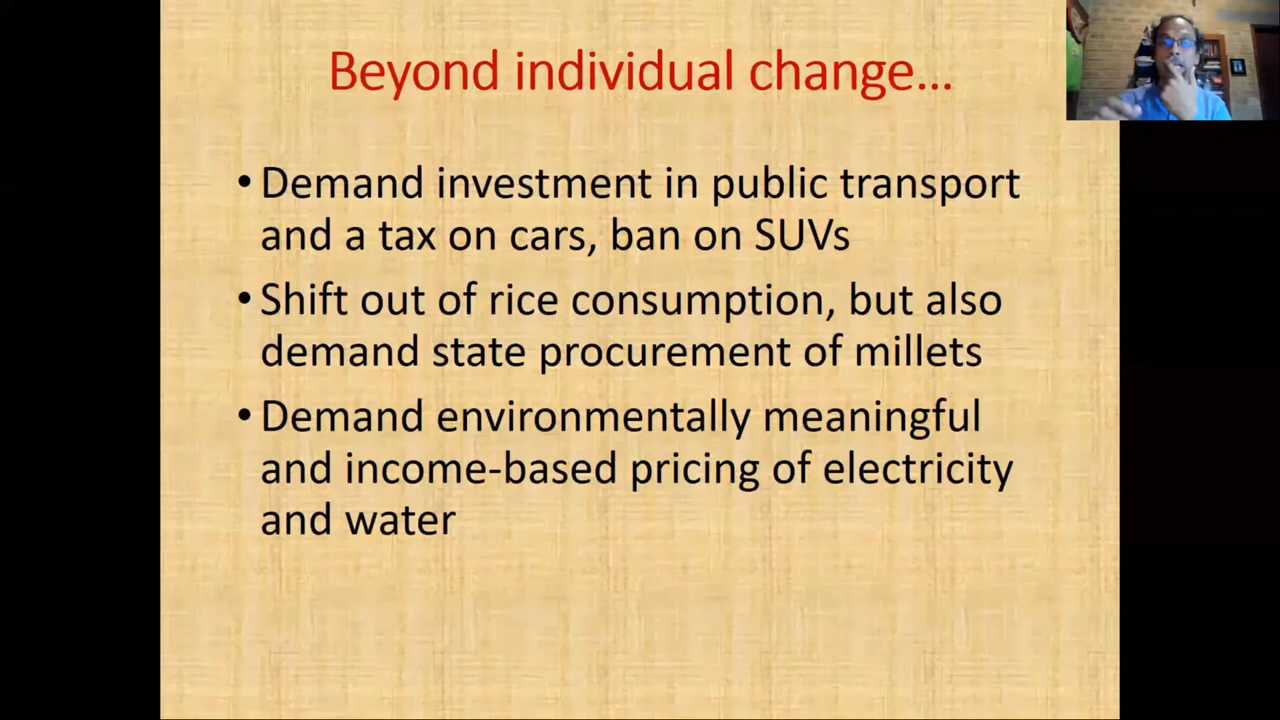 Beyond individual change…
• Demand investment in public transport
and a tax on cars, ban on SUVs
• Shift out of rice consumption, but also
demand state procurement of millets
• Demand environmentally meaningful
and income-based pricing of electricity
and water